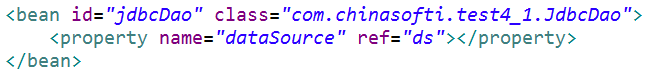 <bean id="jdbcDao" class="com.chinasofti.test4_1.JdbcDao">
<property name="dataSource" ref="ds"></property>
</bean>